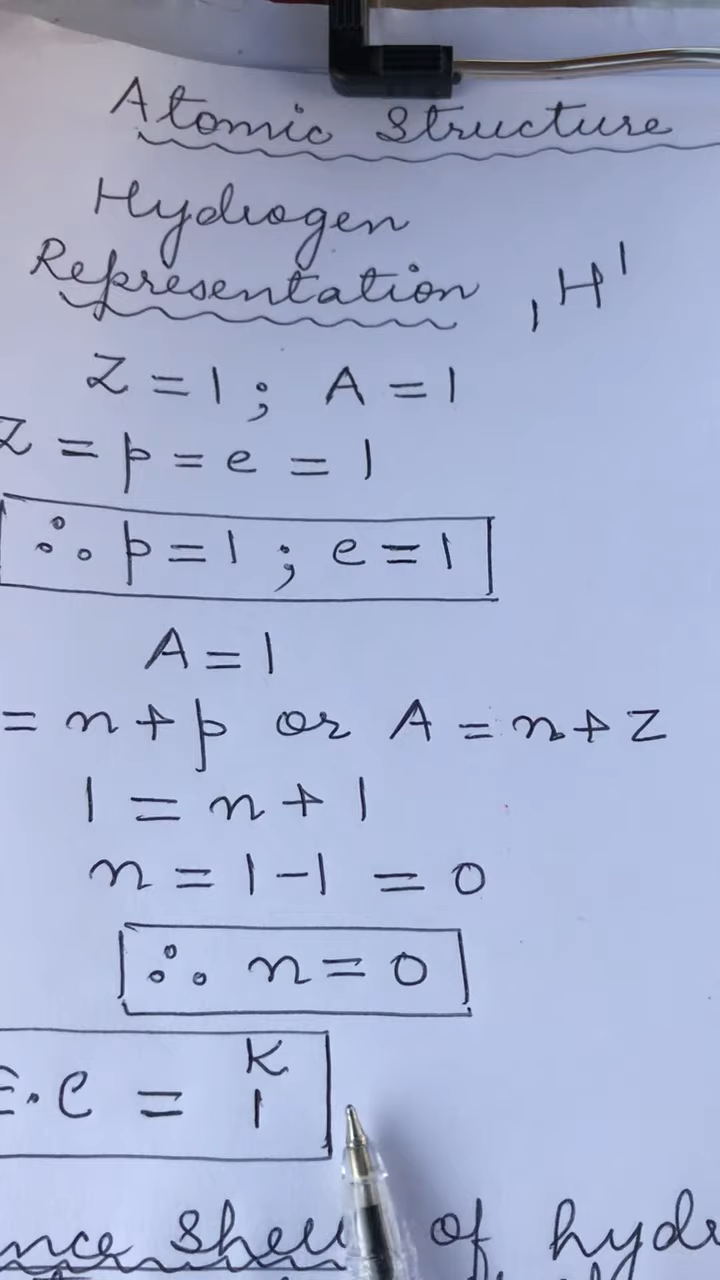 Atomic Structure
Hydrogen
Representation ₁H¹
Z = 1 ; A = 1
Z = p = e = 1
∴ p = 1 ; e = 1
A = 1
= n + p or A = n + Z
1 = n + 1
n = 1 - 1 = 0
∴ n = 0
K
E.C = 1
shell of